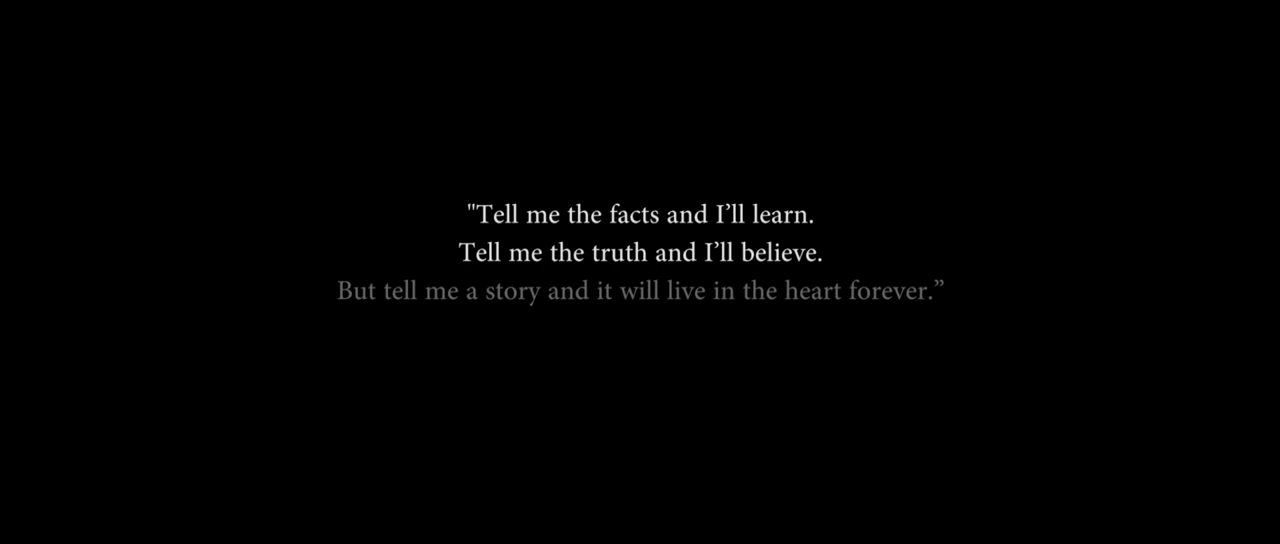 "Tell me the facts and I’ll learn.
Tell me the truth and I’ll believe.
But tell me a story and it will live in the heart forever.”